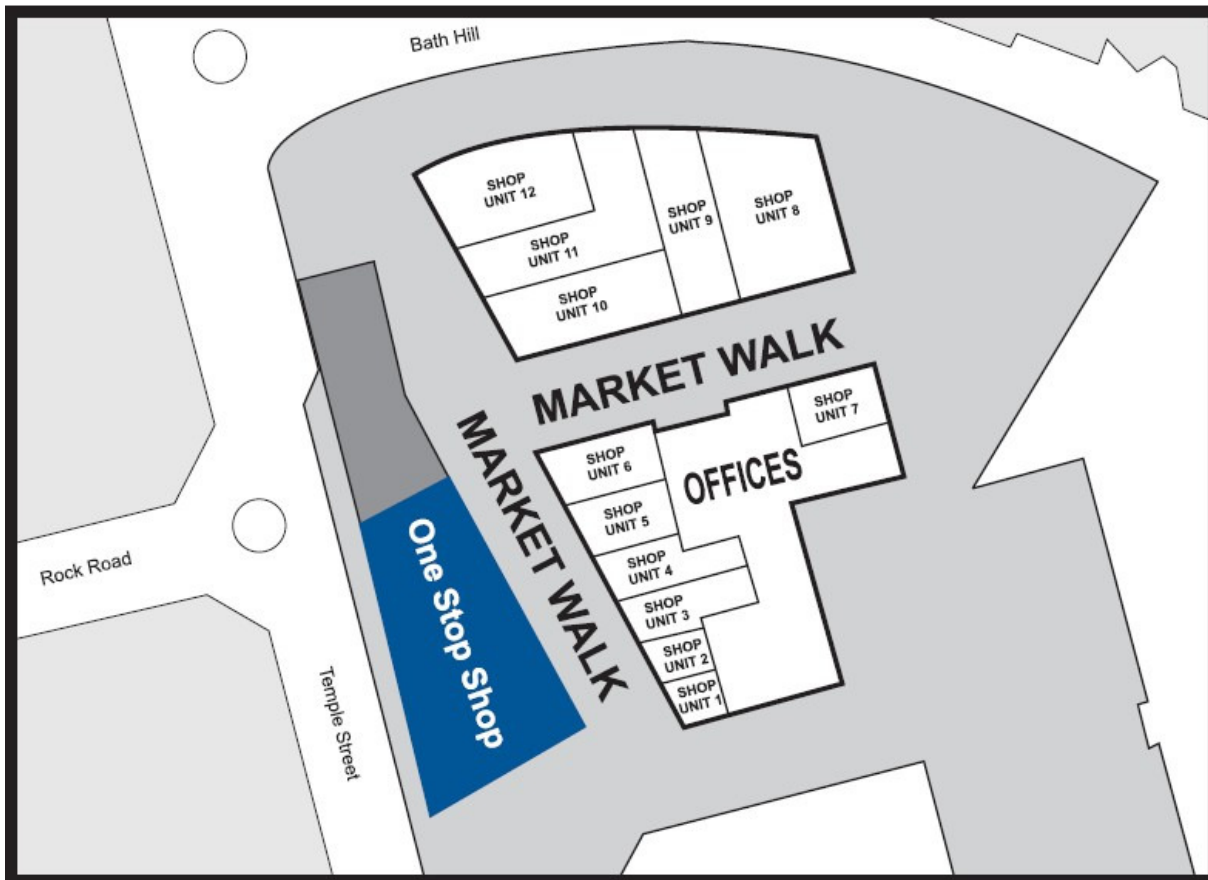 Bath Hill
SHOP
UNIT 12
SHOP
UNIT 11
SHOP
UNIT 10
SHOP
UNIT 9
SHOP
UNIT 8
MARKET WALK
MARKET WALK
SHOP
UNIT 7
OFFICES
SHOP
UNIT 6
SHOP
UNIT 5
SHOP
UNIT 4
SHOP
UNIT 3
SHOP
UNIT 2
SHOP
UNIT 1
One Stop Shop
Rock Road
Temple Street